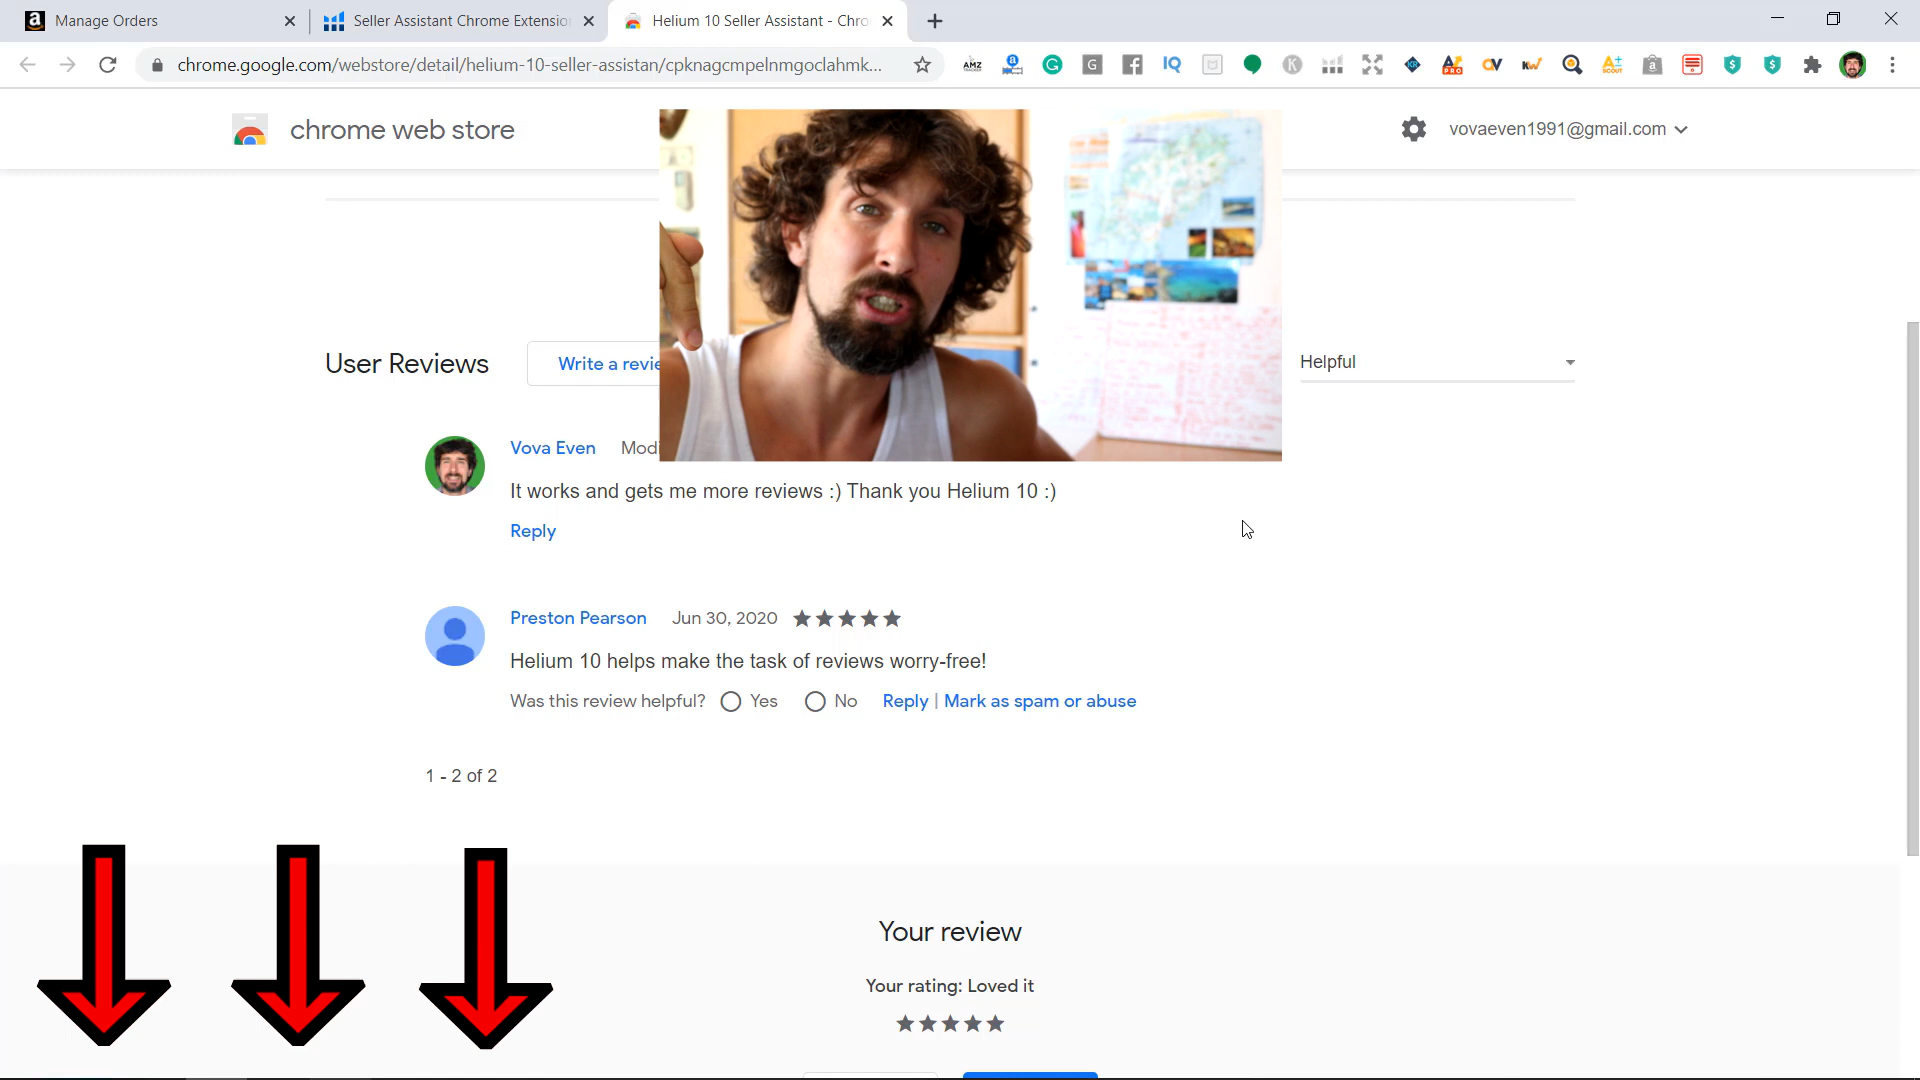 Manage Orders
Seller Assistant Chrome Extensio
Helium 10 Seller Assistant - Chro
chrome.google.com/webstore/detail/helium-10-seller-assistan/cpknagcmpelnmgoclahmk...
chrome web store
vovaeven1991@gmail.com
User Reviews
Write a revie
Helpful
Vova Even Modi
It works and gets me more reviews :) Thank you Helium 10 :)
Reply
Preston Pearson Jun 30, 2020
Helium 10 helps make the task of reviews worry-free!
Was this review helpful? Yes No Reply | Mark as spam or abuse
1 - 2 of 2
Your review
Your rating: Loved it